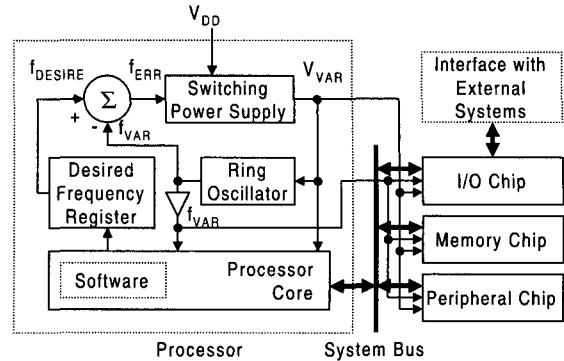 V_DD
f_DESIRE
f_ERR
Switching
Power Supply
V_VAR
Interface with
External
Systems
Σ
+
-
f_VAR
Desired
Frequency
Register
Ring
Oscillator
I/O Chip
f_VAR
Memory Chip
Software
Processor
Core
Peripheral Chip
Processor
System Bus